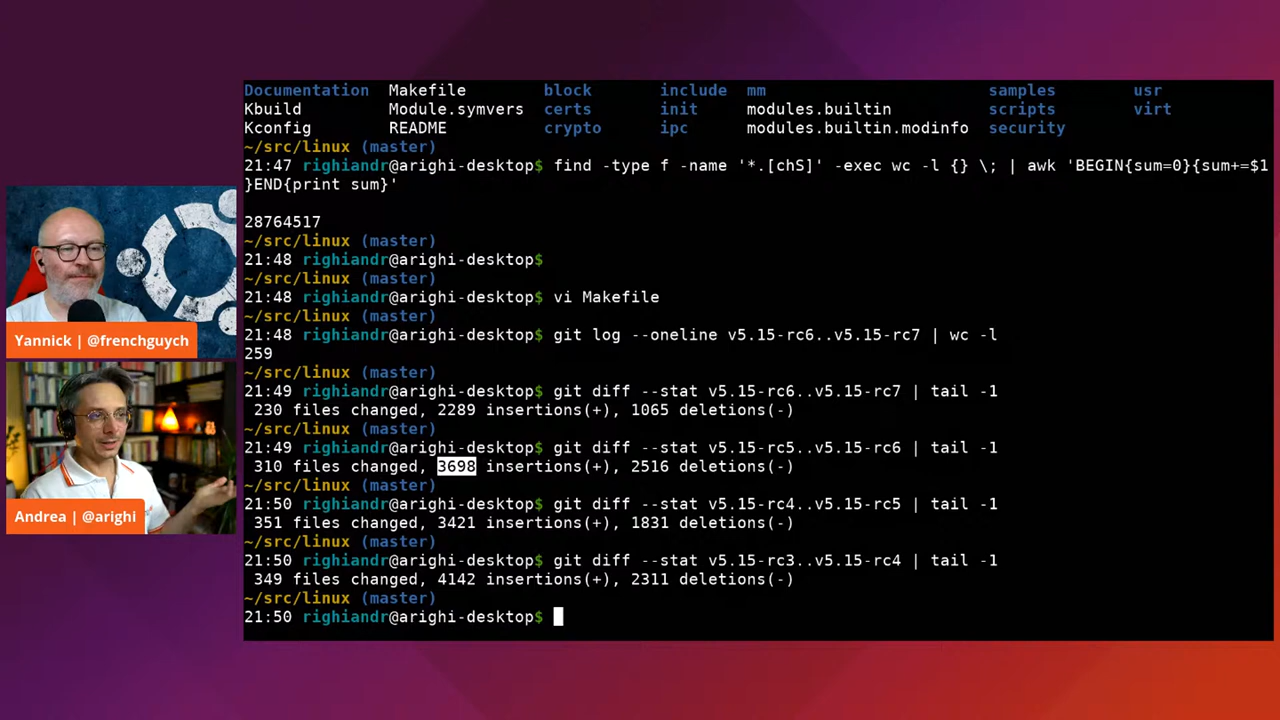 Documentation Makefile block include mm samples usr
Kbuild Module.symvers certs init modules.builtin scripts virt
Kconfig README crypto ipc modules.builtin.modinfo security
~/src/linux (master)
21:47 righiandr@arighi-desktop$ find -type f -name '*.[chS]' -exec wc -l {} \; | awk 'BEGIN{sum=0}{sum+=$1
}END{print sum}'
28764517
~/src/linux (master)
21:48 righiandr@arighi-desktop$
~/src/linux (master)
21:48 righiandr@arighi-desktop$ vi Makefile
~/src/linux (master)
21:48 righiandr@arighi-desktop$ git log --oneline v5.15-rc6..v5.15-rc7 | wc -l
259
~/src/linux (master)
21:49 righiandr@arighi-desktop$ git diff --stat v5.15-rc6..v5.15-rc7 | tail -1
230 files changed, 2289 insertions(+), 1065 deletions(-)
~/src/linux (master)
21:49 righiandr@arighi-desktop$ git diff --stat v5.15-rc5..v5.15-rc6 | tail -1
310 files changed, 3698 insertions(+), 2516 deletions(-)
~/src/linux (master)
21:50 righiandr@arighi-desktop$ git diff --stat v5.15-rc4..v5.15-rc5 | tail -1
351 files changed, 3421 insertions(+), 1831 deletions(-)
~/src/linux (master)
21:50 righiandr@arighi-desktop$ git diff --stat v5.15-rc3..v5.15-rc4 | tail -1
349 files changed, 4142 insertions(+), 2311 deletions(-)
~/src/linux (master)
21:50 righiandr@arighi-desktop$
Yannick | @frenchguych
Andrea | @arighi